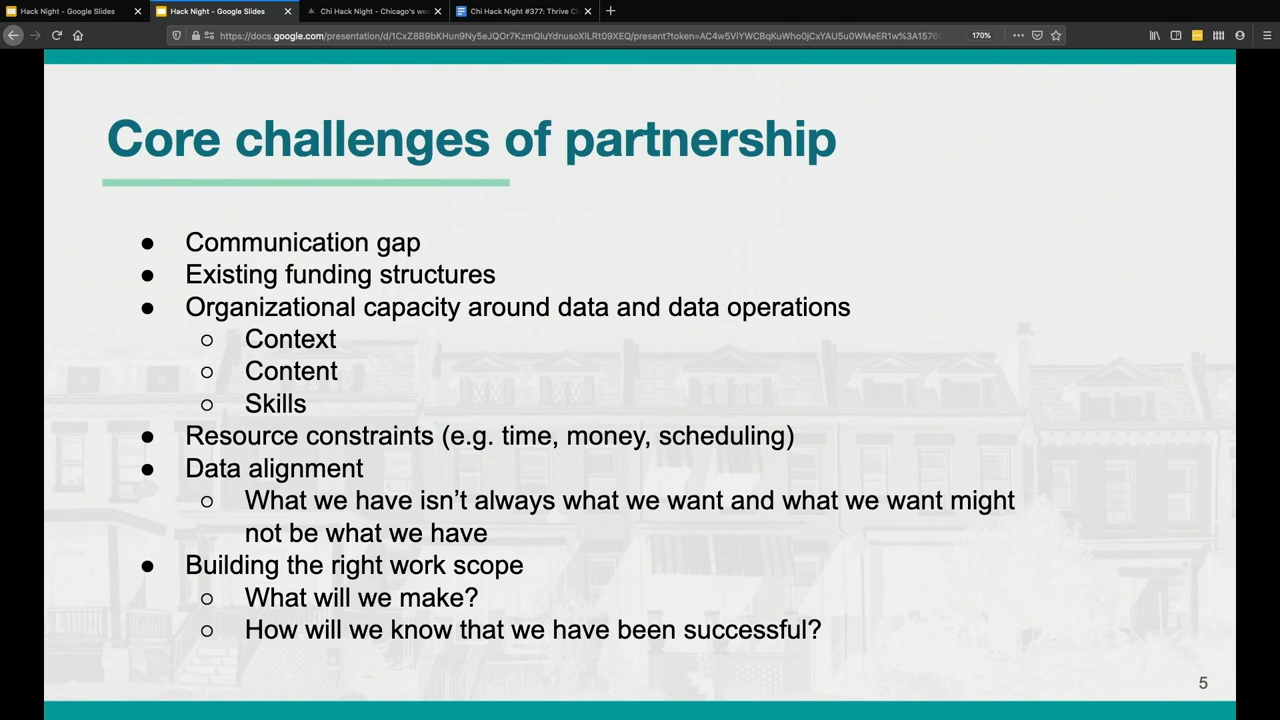 Hack Night - Google Slides
Hack Night - Google Slides
Chi Hack Night - Chicago's we
Chi Hack Night #377: Thrive C
170%
Core challenges of partnership
● Communication gap
● Existing funding structures
● Organizational capacity around data and data operations
○ Context
○ Content
○ Skills
● Resource constraints (e.g. time, money, scheduling)
● Data alignment
○ What we have isn’t always what we want and what we want might
not be what we have
● Building the right work scope
○ What will we make?
○ How will we know that we have been successful?
5